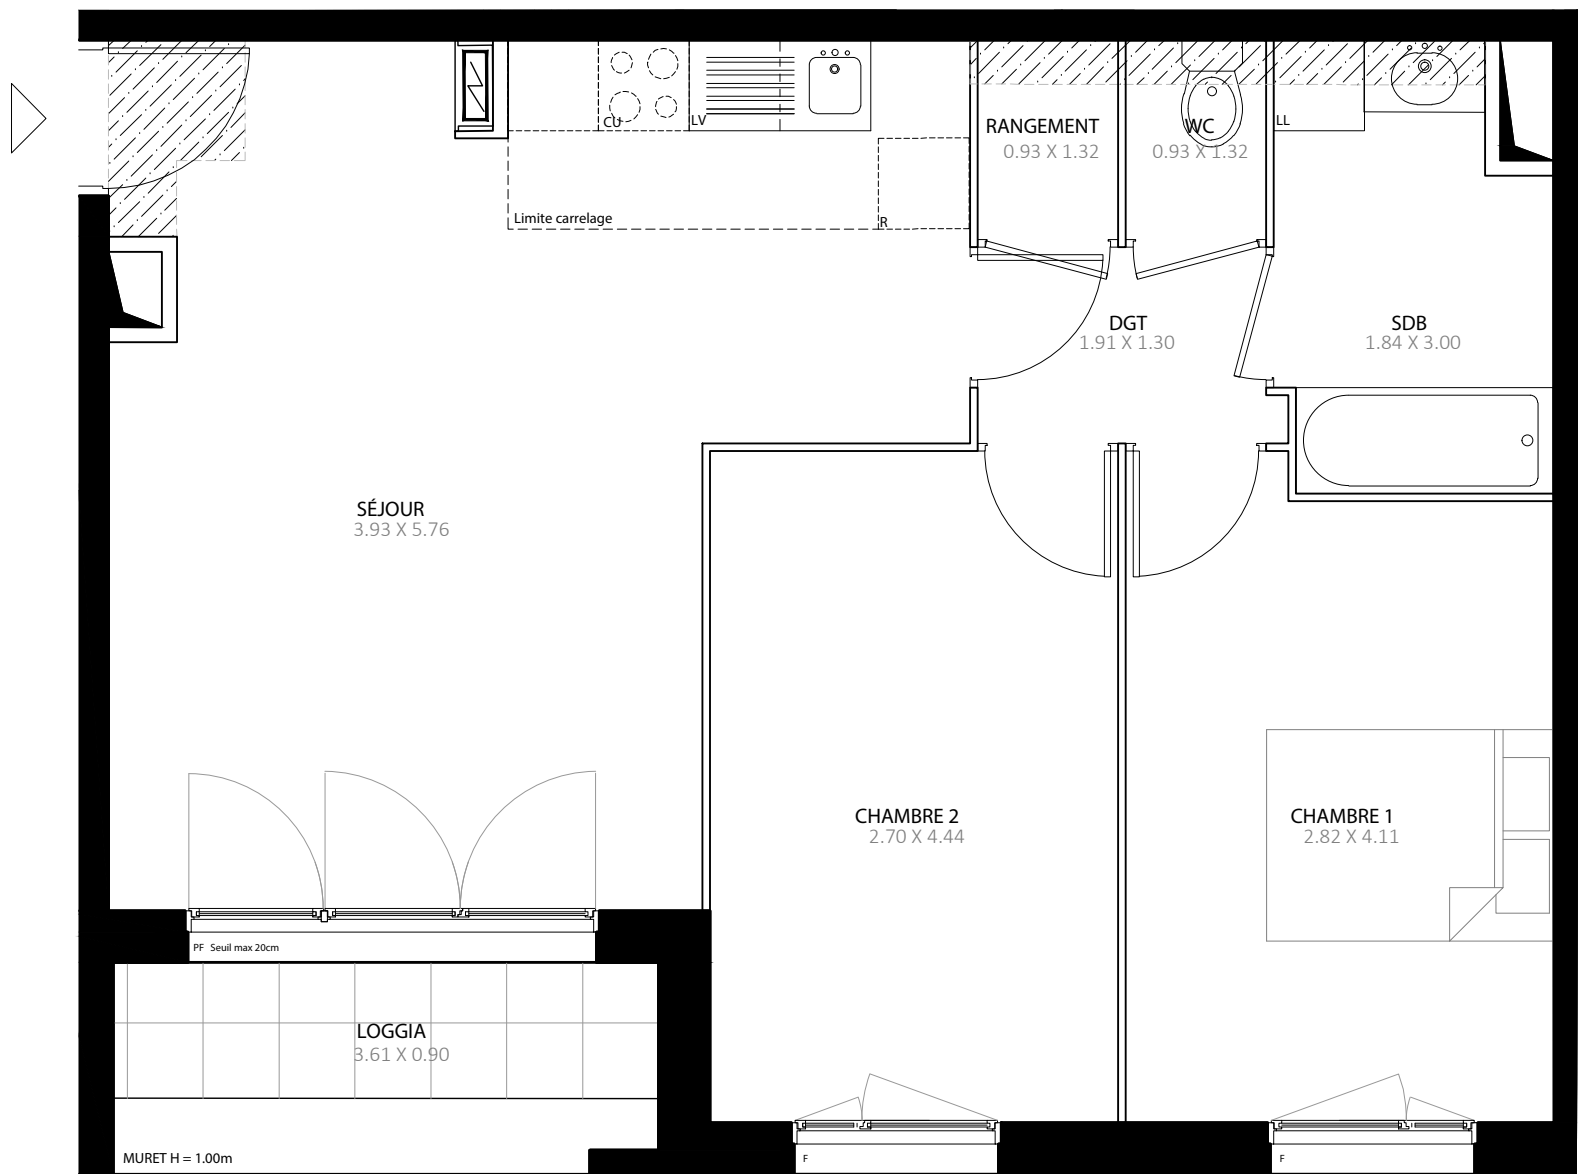 CU
LV
RANGEMENT
0.93 X 1.32
WC
0.93 X 1.32
LL
Limite carrelage
R
DGT
1.91 X 1.30
SDB
1.84 X 3.00
SÉJOUR
3.93 X 5.76
CHAMBRE 2
2.70 X 4.44
CHAMBRE 1
2.82 X 4.11
PF Seuil max 20cm
LOGGIA
3.61 X 0.90
MURET H = 1.00m
F
F